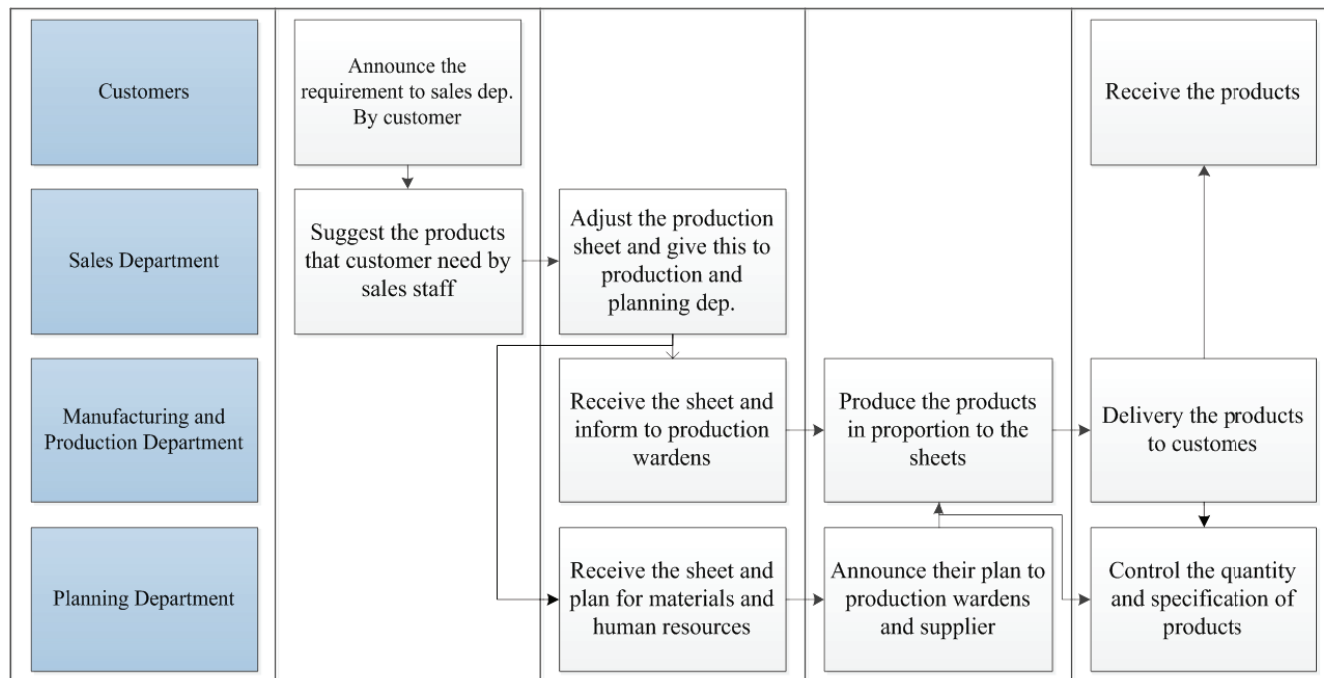 Customers
Announce the
requirement to sales dep.
By customer
Receive the products
Sales Department
Suggest the products
that customer need by
sales staff
Adjust the production
sheet and give this to
production and
planning dep.
Manufacturing and
Production Department
Receive the sheet and
inform to production
wardens
Produce the products
in proportion to the
sheets
Delivery the products
to customes
Planning Department
Receive the sheet and
plan for materials and
human resources
Announce their plan to
production wardens
and supplier
Control the quantity
and specification of
products